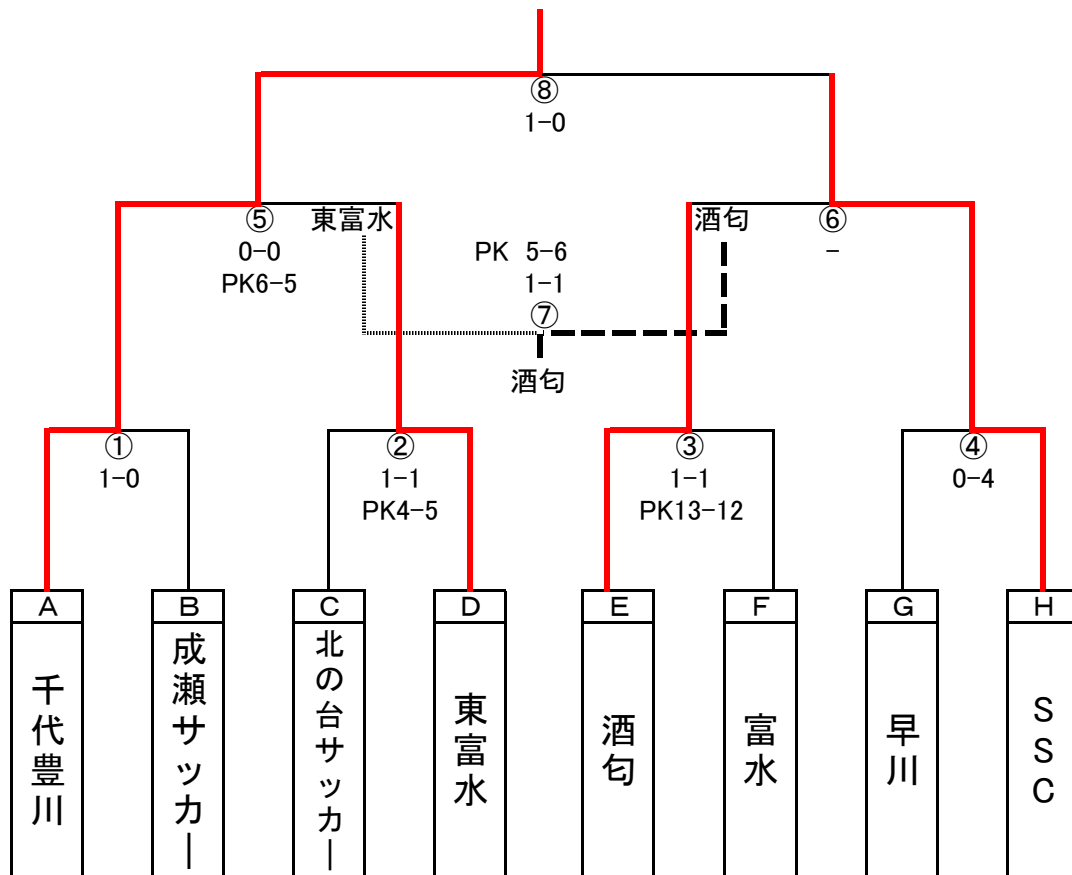 ⑧
1-0
⑤
東富水
酒匂
⑥
0-0
PK 5-6
-
PK6-5
1-1
⑦
酒匂
①
②
③
④
1-0
1-1
1-1
0-4
PK4-5
PK13-12
A
B
C
D
E
F
G
H
千代豊川
成瀬サッカー
北の台サッカー
東富水
酒匂
富水
早川
SSC